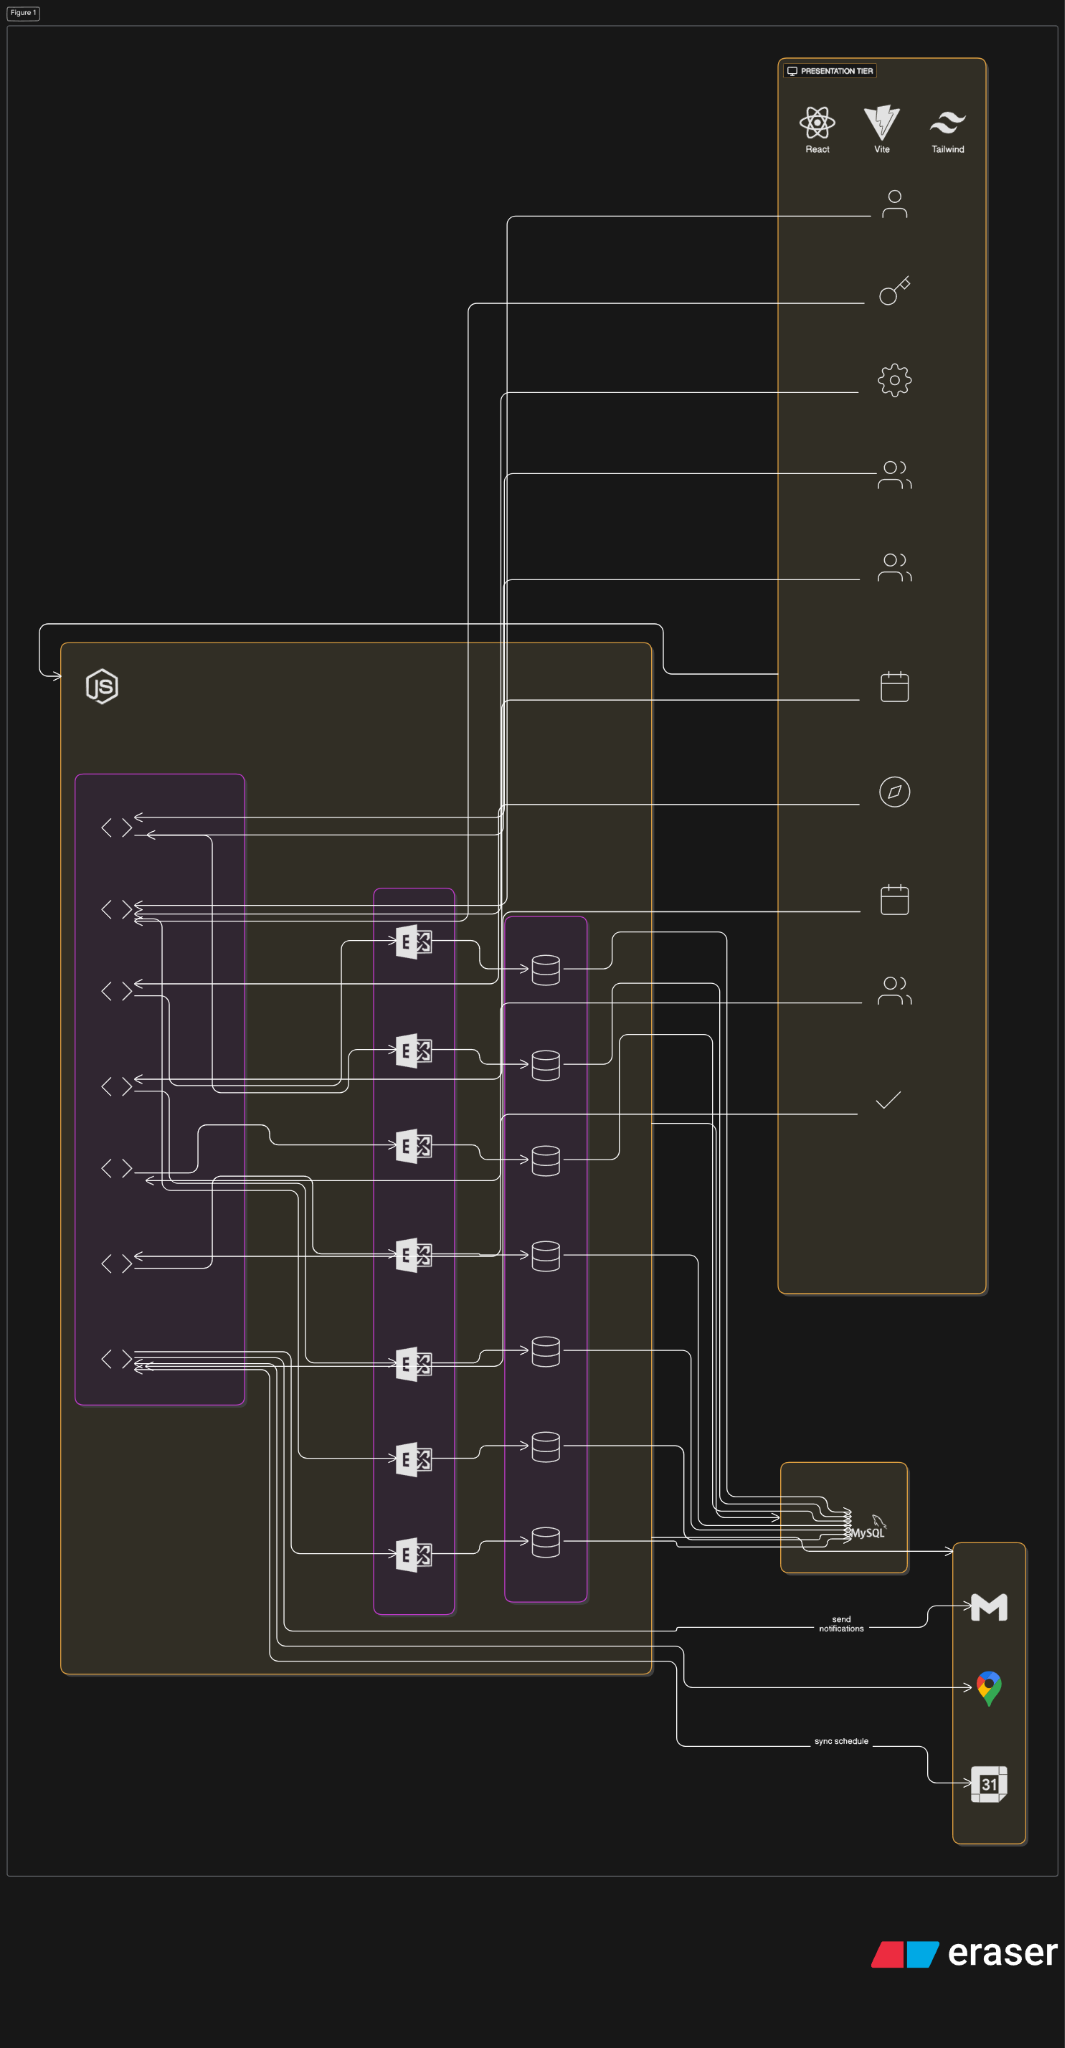 Figure 1
PRESENTATION TIER
React
Vite
Tailwind
JS
E
E
E
E
E
E
E
MySQL
send
notifications
sync schedule
31
eraser